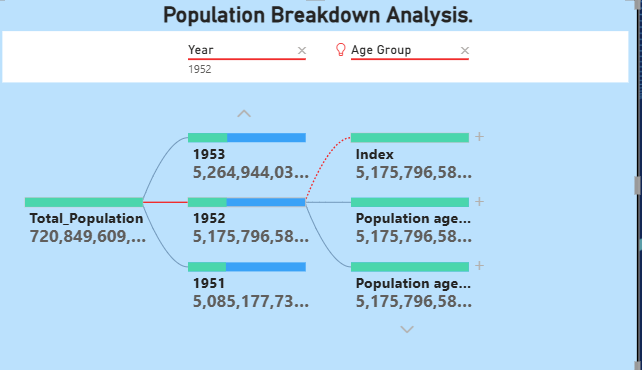 Population Breakdown Analysis.
Year ×
Age Group ×
1952
1953
5,264,944,03...
Index
5,175,796,58...
Total_Population
720,849,609,...
1952
5,175,796,58...
Population age...
5,175,796,58...
1951
5,085,177,73...
Population age...
5,175,796,58...